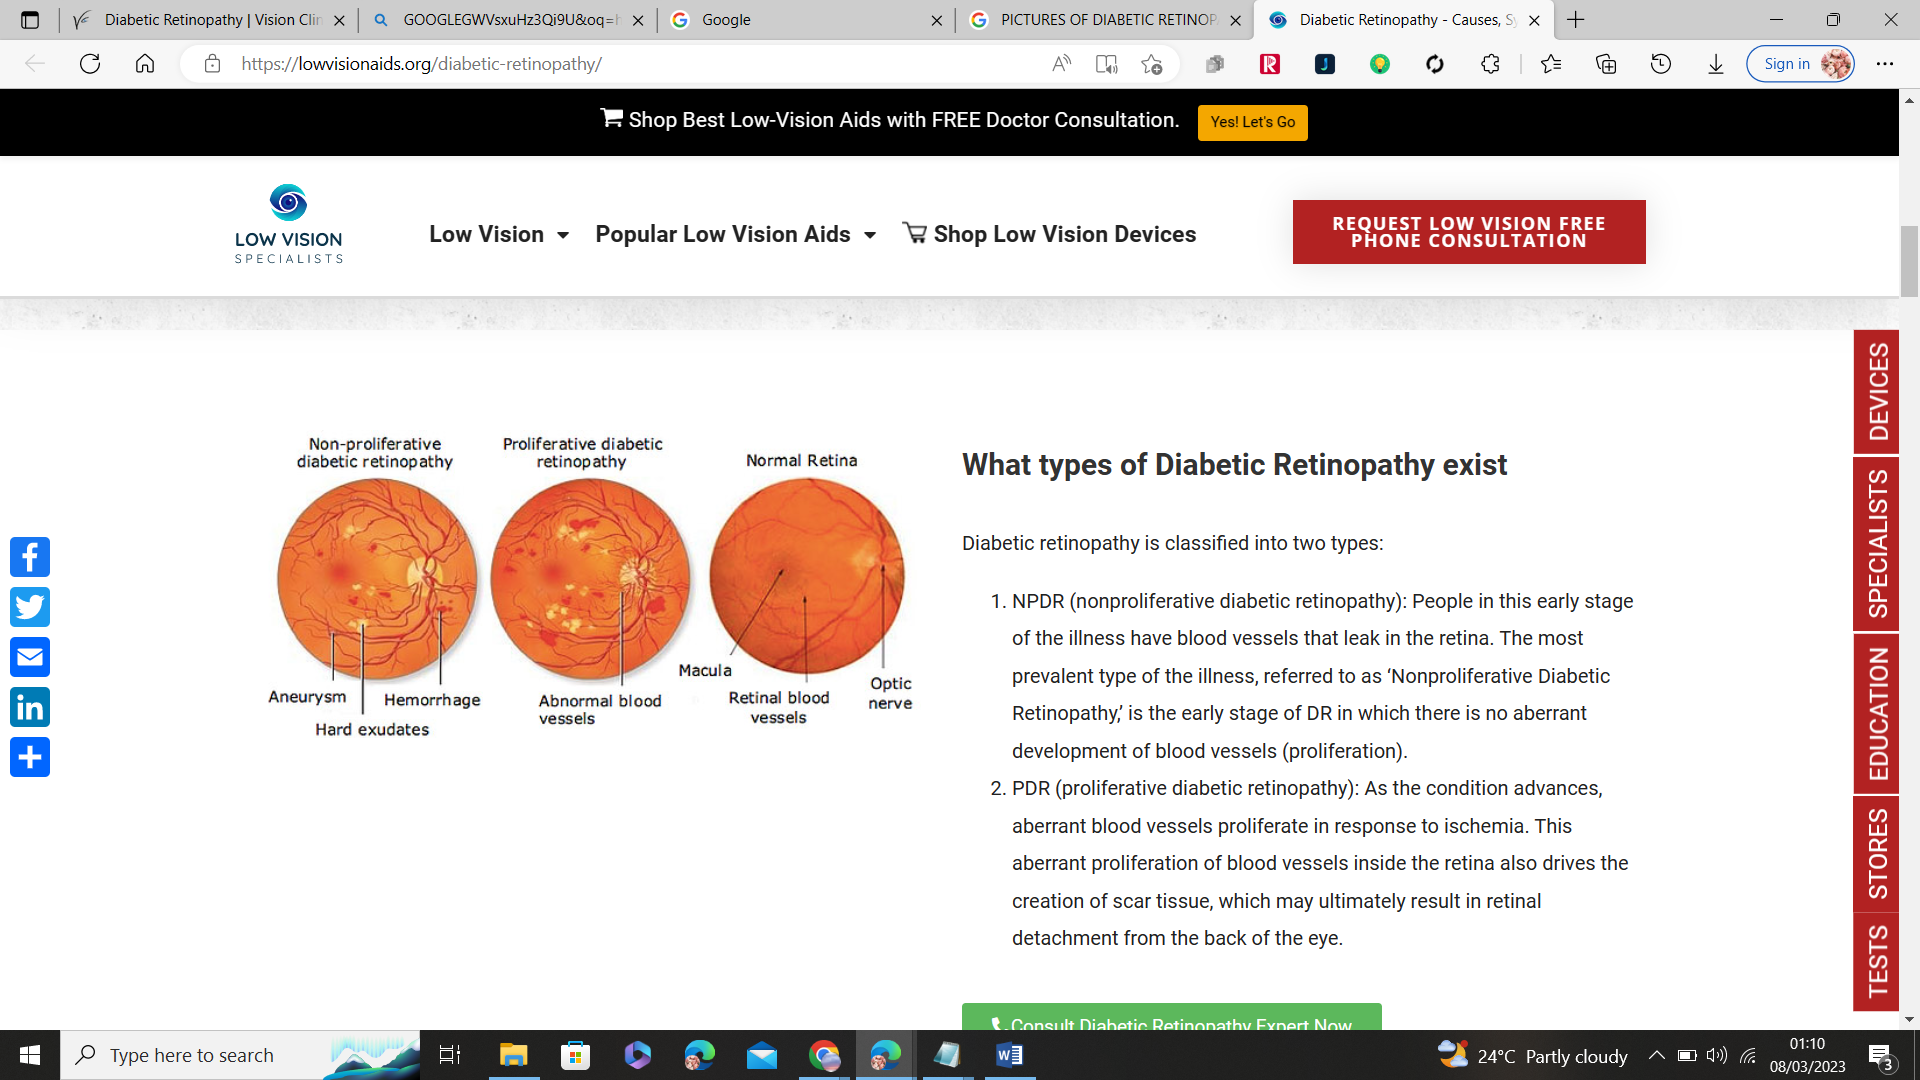 Diabetic Retinopathy | Vision Clin
GOOGLEGWVsxuHz3Qi9U&oq=h
Google
PICTURES OF DIABETIC RETINOP
Diabetic Retinopathy - Causes, Sy
https://lowvisionaids.org/diabetic-retinopathy/
Sign in
Shop Best Low-Vision Aids with FREE Doctor Consultation.
Yes! Let's Go
LOW VISION
SPECIALISTS
Low Vision
Popular Low Vision Aids
Shop Low Vision Devices
REQUEST LOW VISION FREE
PHONE CONSULTATION
DEVICES
SPECIALISTS
EDUCATION
STORES
TESTS
Non-proliferative
diabetic retinopathy
Proliferative diabetic
retinopathy
Normal Retina
Aneurysm
Hard exudates
Hemorrhage
Abnormal blood
vessels
Macula
Retinal blood
vessels
Optic
nerve
What types of Diabetic Retinopathy exist
Diabetic retinopathy is classified into two types:
1. NPDR (nonproliferative diabetic retinopathy): People in this early stage
of the illness have blood vessels that leak in the retina. The most
prevalent type of the illness, referred to as ‘Nonproliferative Diabetic
Retinopathy,’ is the early stage of DR in which there is no aberrant
development of blood vessels (proliferation).
2. PDR (proliferative diabetic retinopathy): As the condition advances,
aberrant blood vessels proliferate in response to ischemia. This
aberrant proliferation of blood vessels inside the retina also drives the
creation of scar tissue, which may ultimately result in retinal
detachment from the back of the eye.
Consult Diabetic Retinopathy Expert Now
Type here to search
24°C Partly cloudy
01:10
08/03/2023
3